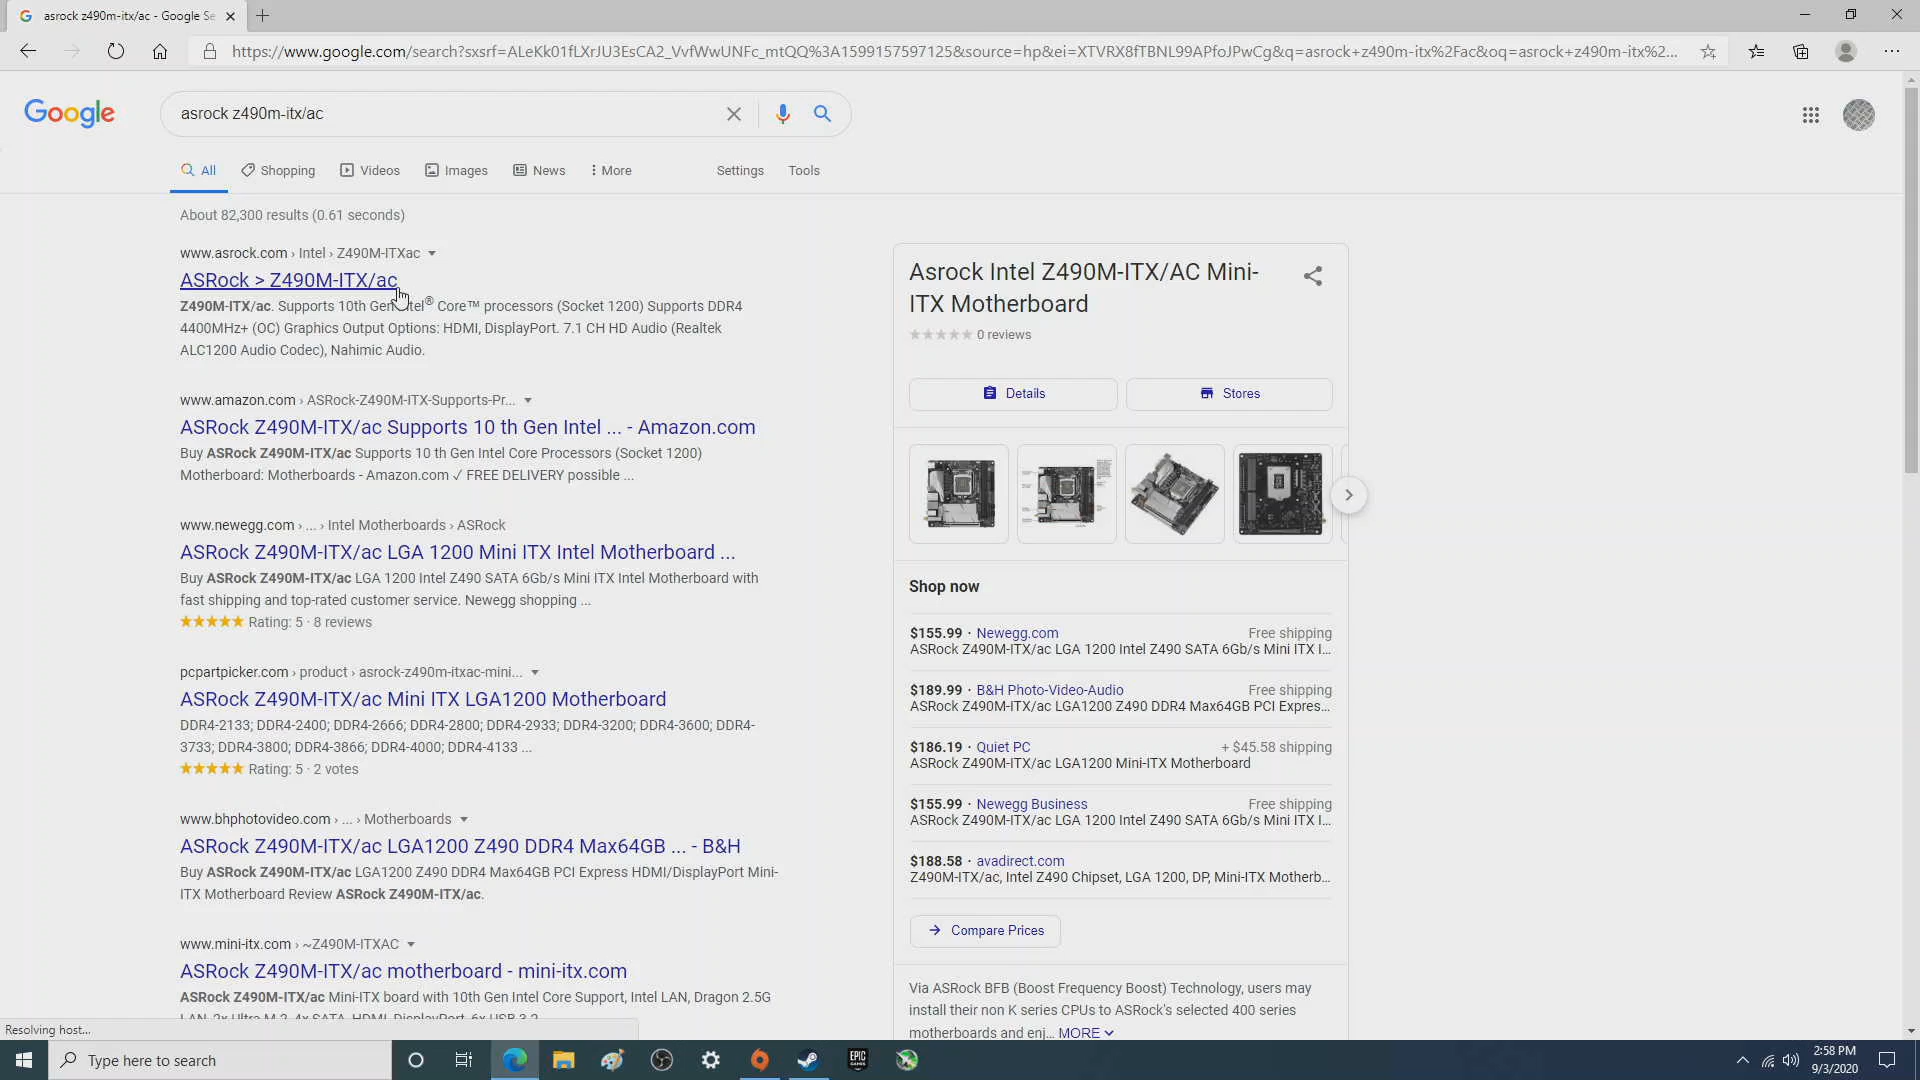 asrock z490m-itx/ac - Google Se
https://www.google.com/search?sxsrf=ALeKk01fLXrJU3EsCA2_VvfWwUNFc_mtQQ%3A1599157597125&source=hp&ei=XTVRX8fTBNL99APfoJPwCg&q=asrock+z490m-itx%2Fac&oq=asrock+z490m-itx%2...
Google
asrock z490m-itx/ac
All Shopping Videos Images News More Settings Tools
About 82,300 results (0.61 seconds)
www.asrock.com › Intel › Z490M-ITXac
ASRock > Z490M-ITX/ac
Z490M-ITX/ac. Supports 10th Gen Intel® Core™ processors (Socket 1200) Supports DDR4
4400MHz+ (OC) Graphics Output Options: HDMI, DisplayPort. 7.1 CH HD Audio (Realtek
ALC1200 Audio Codec), Nahimic Audio.
www.amazon.com › ASRock-Z490M-ITX-Supports-Pr...
ASRock Z490M-ITX/ac Supports 10 th Gen Intel ... - Amazon.com
Buy ASRock Z490M-ITX/ac Supports 10 th Gen Intel Core Processors (Socket 1200)
Motherboard: Motherboards - Amazon.com ✓ FREE DELIVERY possible ...
www.newegg.com › ... › Intel Motherboards › ASRock
ASRock Z490M-ITX/ac LGA 1200 Mini ITX Intel Motherboard ...
Buy ASRock Z490M-ITX/ac LGA 1200 Intel Z490 SATA 6Gb/s Mini ITX Intel Motherboard with
fast shipping and top-rated customer service. Newegg shopping ...
★★★★★ Rating: 5 · 8 reviews
pcpartpicker.com › product › asrock-z490m-itxac-mini...
ASRock Z490M-ITX/ac Mini ITX LGA1200 Motherboard
DDR4-2133; DDR4-2400; DDR4-2666; DDR4-2800; DDR4-2933; DDR4-3200; DDR4-3600; DDR4-
3733; DDR4-3800; DDR4-3866; DDR4-4000; DDR4-4133 ...
★★★★★ Rating: 5 · 2 votes
www.bhphotovideo.com › ... › Motherboards
ASRock Z490M-ITX/ac LGA1200 Z490 DDR4 Max64GB ... - B&H
Buy ASRock Z490M-ITX/ac LGA1200 Z490 DDR4 Max64GB PCI Express HDMI/DisplayPort Mini-
ITX Motherboard Review ASRock Z490M-ITX/ac.
www.mini-itx.com › ~Z490M-ITXAC
ASRock Z490M-ITX/ac motherboard - mini-itx.com
ASRock Z490M-ITX/ac Mini-ITX board with 10th Gen Intel Core Support, Intel LAN, Dragon 2.5G
LAN, 2x Ultra M.2, 4x SATA, HDMI, DisplayPort, 6x USB 3.2
Asrock Intel Z490M-ITX/AC Mini-
ITX Motherboard
★★★★★ 0 reviews
Details Stores
Shop now
$155.99 · Newegg.com Free shipping
ASRock Z490M-ITX/ac LGA 1200 Intel Z490 SATA 6Gb/s Mini ITX I...
$189.99 · B&H Photo-Video-Audio Free shipping
ASRock Z490M-ITX/ac LGA1200 Z490 DDR4 Max64GB PCI Expres...
$186.19 · Quiet PC + $45.58 shipping
ASRock Z490M-ITX/ac LGA1200 Mini-ITX Motherboard
$155.99 · Newegg Business Free shipping
ASRock Z490M-ITX/ac LGA 1200 Intel Z490 SATA 6Gb/s Mini ITX I...
$188.58 · avadirect.com
Z490M-ITX/ac, Intel Z490 Chipset, LGA 1200, DP, Mini-ITX Motherb...
Compare Prices
Via ASRock BFB (Boost Frequency Boost) Technology, users may
install their non K series CPUs to ASRock's selected 400 series
motherboards and enj... MORE
Resolving host...
Type here to search
EPIC
GAMES
2:58 PM
9/3/2020